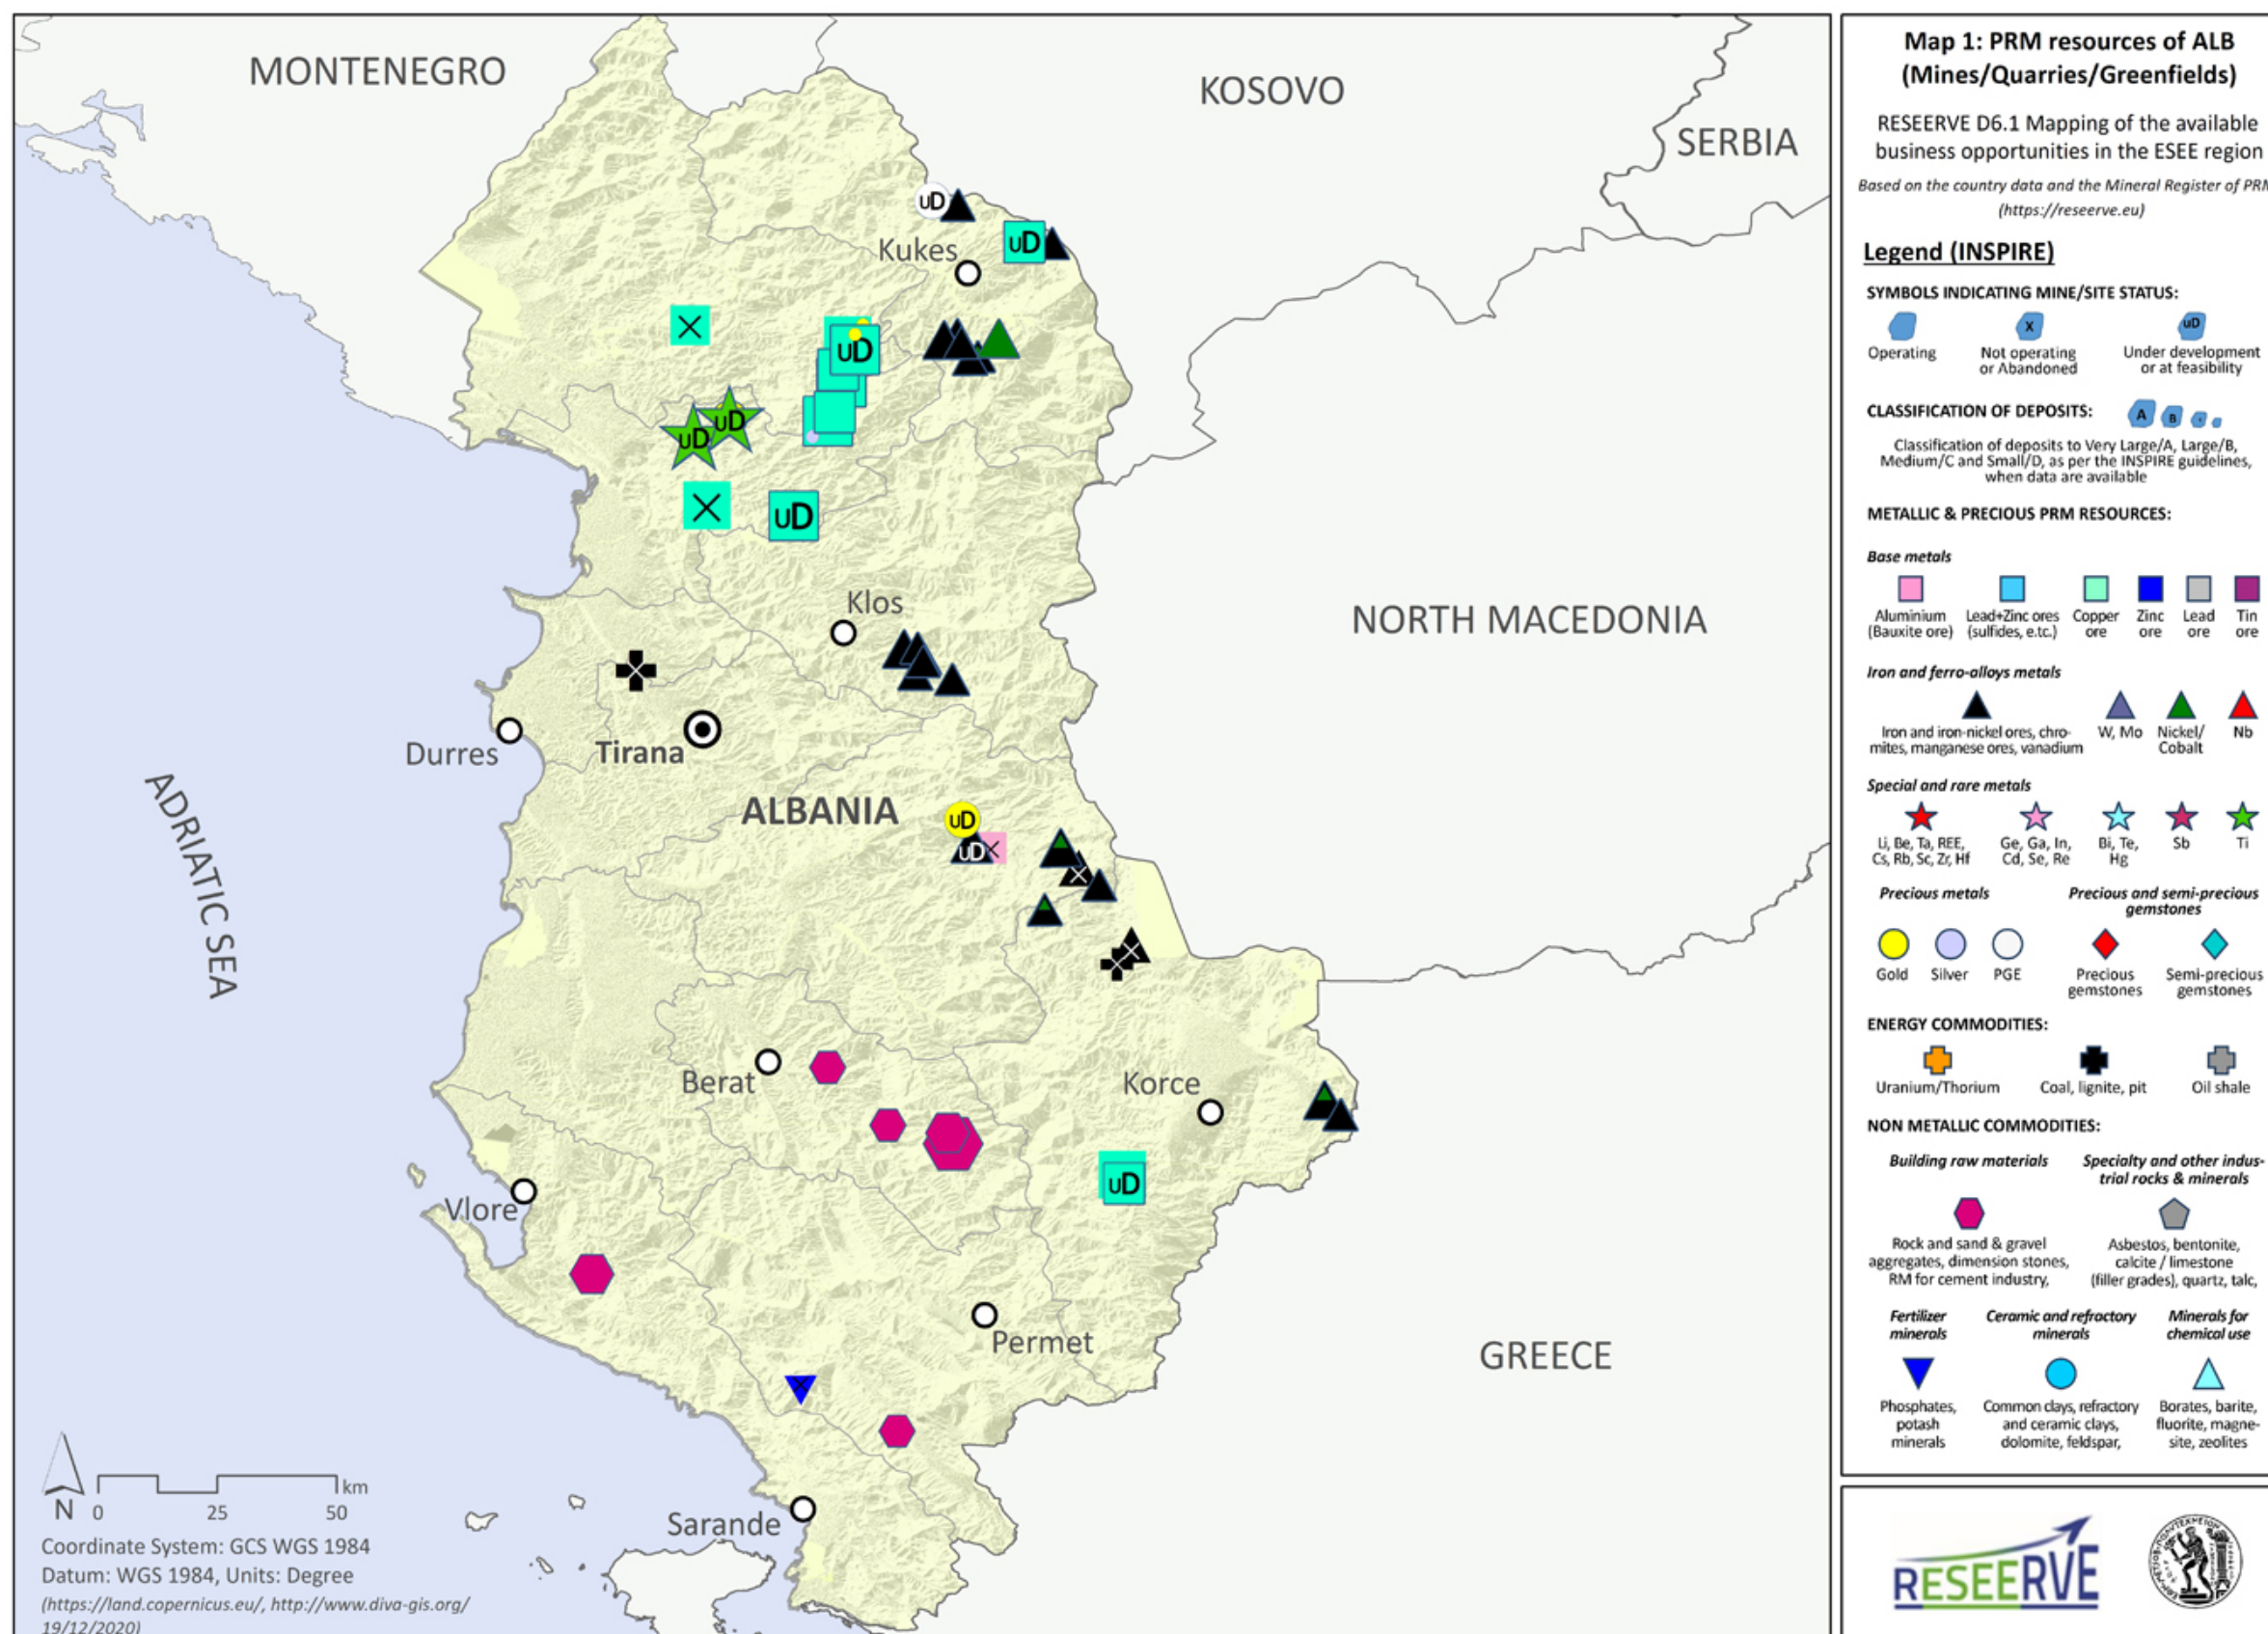 MONTENEGRO
KOSOVO
SERBIA
uD
uD
Kukes
X
uD
uD
uD
X
uD
Klos
NORTH MACEDONIA
Durres
Tirana
ALBANIA
ADRIATIC SEA
uD
uD
Berat
Korce
uD
Vlore
Permet
GREECE
Sarande
N
0
25
50
km
Coordinate System: GCS WGS 1984
Datum: WGS 1984, Units: Degree
(https://land.copernicus.eu/, http://www.diva-gis.org/
19/12/2020)
Map 1: PRM resources of ALB
(Mines/Quarries/Greenfields)
RESEERVE D6.1 Mapping of the available
business opportunities in the ESEE region
Based on the country data and the Mineral Register of
(https://reseerve.eu)
Legend (INSPIRE)
SYMBOLS INDICATING MINE/SITE STATUS:
X
uD
Operating
Not operating
or Abandoned
Under development
or at feasibility
CLASSIFICATION OF DEPOSITS:
A
B
Classification of deposits to Very Large/A, Large/B,
Medium/C and Small/D, as per the INSPIRE guidelines,
when data are available
METALLIC & PRECIOUS PRM RESOURCES:
Base metals
Aluminium
(Bauxite ore)
Lead+Zinc ores
(sulfides, e.tc.)
Copper
ore
Zinc
ore
Lead
ore
Tin
ore
Iron and ferro-alloys metals
Iron and iron-nickel ores, chro-
mites, manganese ores, vanadium
W, Mo
Nickel/
Cobalt
Nb
Special and rare metals
Li, Be, Ta, REE,
Cs, Rb, Sc, Zr, Hf
Ge, Ga, In,
Cd, Se, Re
Bi, Te,
Hg
Sb
Ti
Precious metals
Precious and semi-precious
gemstones
Gold
Silver
PGE
Precious
gemstones
Semi-precious
gemstones
ENERGY COMMODITIES:
Uranium/Thorium
Coal, lignite, pit
Oil shale
NON METALLIC COMMODITIES:
Building raw materials
Specialty and other indus-
trial rocks & minerals
Rock and sand & gravel
aggregates, dimension stones,
RM for cement industry,
Asbestos, bentonite,
calcite / limestone
(filler grades), quartz, talc,
Fertilizer
minerals
Ceramic and refractory
minerals
Minerals for
chemical use
Phosphates,
potash
minerals
Common clays, refractory
and ceramic clays,
dolomite, feldspar,
Borates, barite,
fluorite, magne-
site, zeolites
RESEERVE